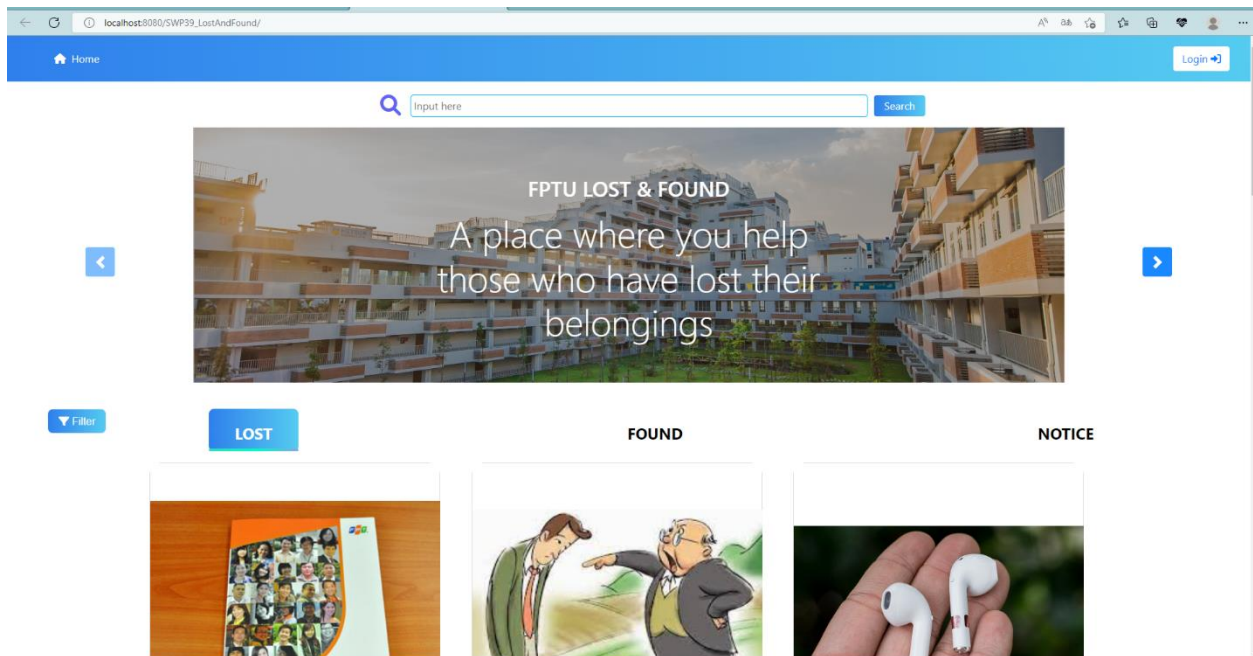 localhost:8080/SWP39_LostAndFound/
Home
Login
Input here
Search
FPTU LOST & FOUND
A place where you help
those who have lost their
belongings
Filter
LOST
FOUND
NOTICE